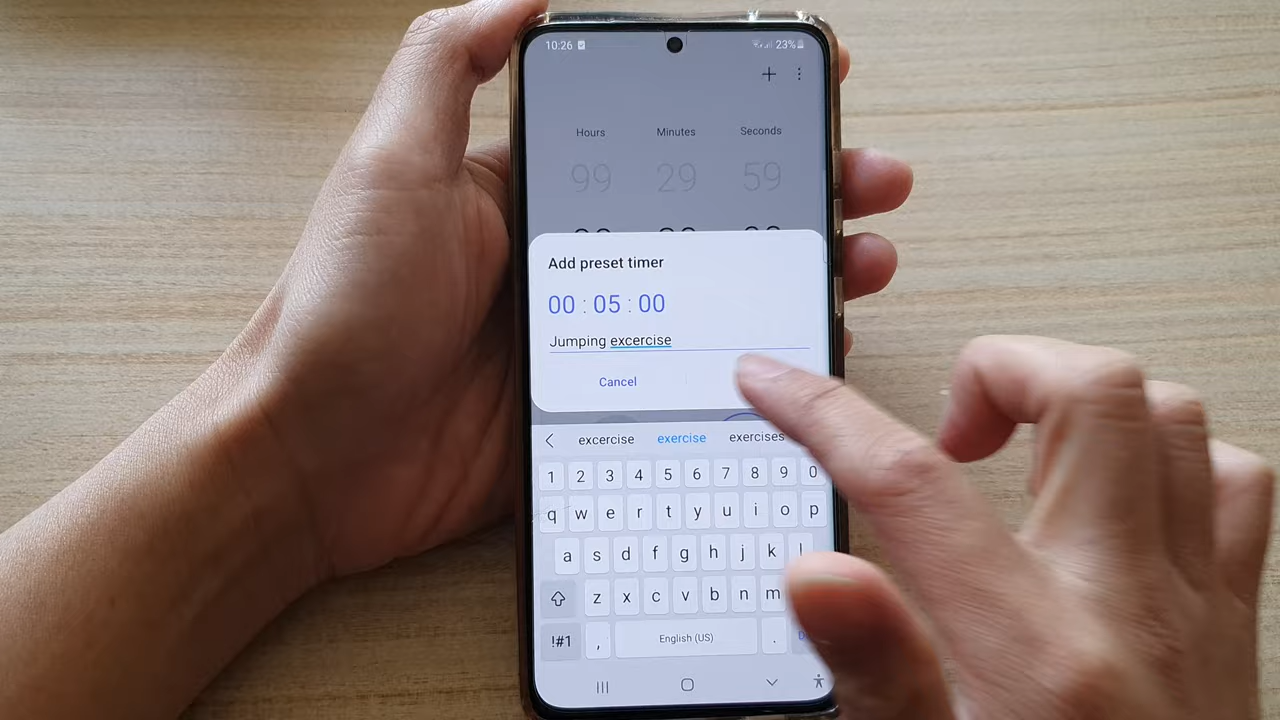 10:26 23%
Hours Minutes Seconds
99 29 59
Add preset timer
00 : 05 : 00
Jumping excercise
Cancel
excercise exercise exercises
1 2 3 4 5 6 7 8 9 0
q w e r t y u i o p
a s d f g h j k l
z x c v b n m
!#1 , English (US) .